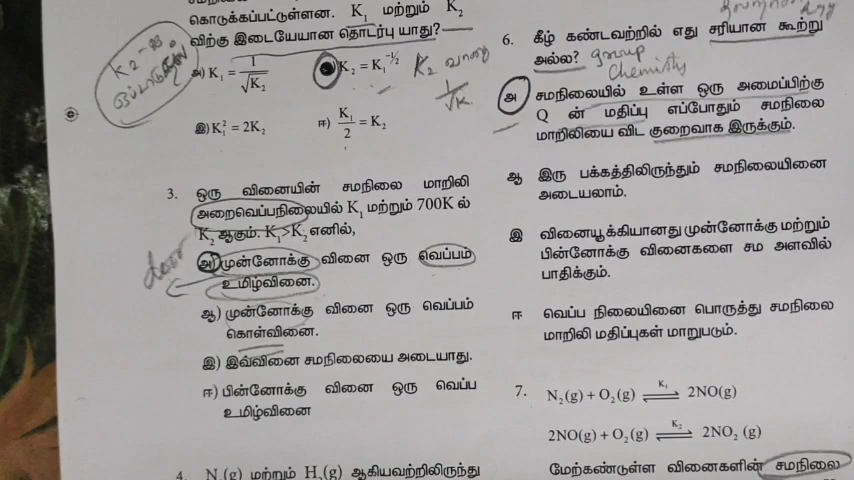 கொடுக்கப்பட்டுள்ளன. K₁ மற்றும் K₂
விற்கு இடையேயான தொடர்பு யாது?
K₁ = 1/√K₂
K₂ = K₁^-1/2
K₂
1/√K₁
இ) K₁² = 2K₂
ஈ) K₁/2 = K₂
3. ஒரு வினையின் சமநிலை மாறிலி
அறைவெப்பநிலையில் K₁ மற்றும் 700K ல்
K₂ ஆகும். K₁>K₂ எனில்,
அ) முன்னோக்கு வினை ஒரு வெப்பம்
உமிழ்வினை.
ஆ) முன்னோக்கு வினை ஒரு வெப்பம்
கொள்வினை.
இ) இவ்வினை சமநிலையை அடையாது.
ஈ) பின்னோக்கு வினை ஒரு வெப்ப
உமிழ்வினை
4. N₂(g) மற்றும் H₂(g) ஆகியவற்றிலிருந்து
6. கீழ் கண்டவற்றில் எது சரியான கூற்று
அல்ல? group
chemisty
அ சமநிலையில் உள்ள ஒரு அமைப்பிற்கு
Q ன் மதிப்பு எப்போதும் சமநிலை
மாறிலியை விட குறைவாக இருக்கும்.
ஆ இரு பக்கத்திலிருந்தும் சமநிலையினை
அடையலாம்.
இ வினையூக்கியானது முன்னோக்கு மற்றும்
பின்னோக்கு வினைகளை சம அளவில்
பாதிக்கும்.
ஈ வெப்ப நிலையினை பொருத்து சமநிலை
மாறிலி மதிப்புகள் மாறுபடும்.
7. N₂(g) + O₂(g) ⇌ K₁ 2NO(g)
2NO(g) + O₂(g) ⇌ K₂ 2NO₂ (g)
மேற்கண்டுள்ள வினைகளின் சமநிலை